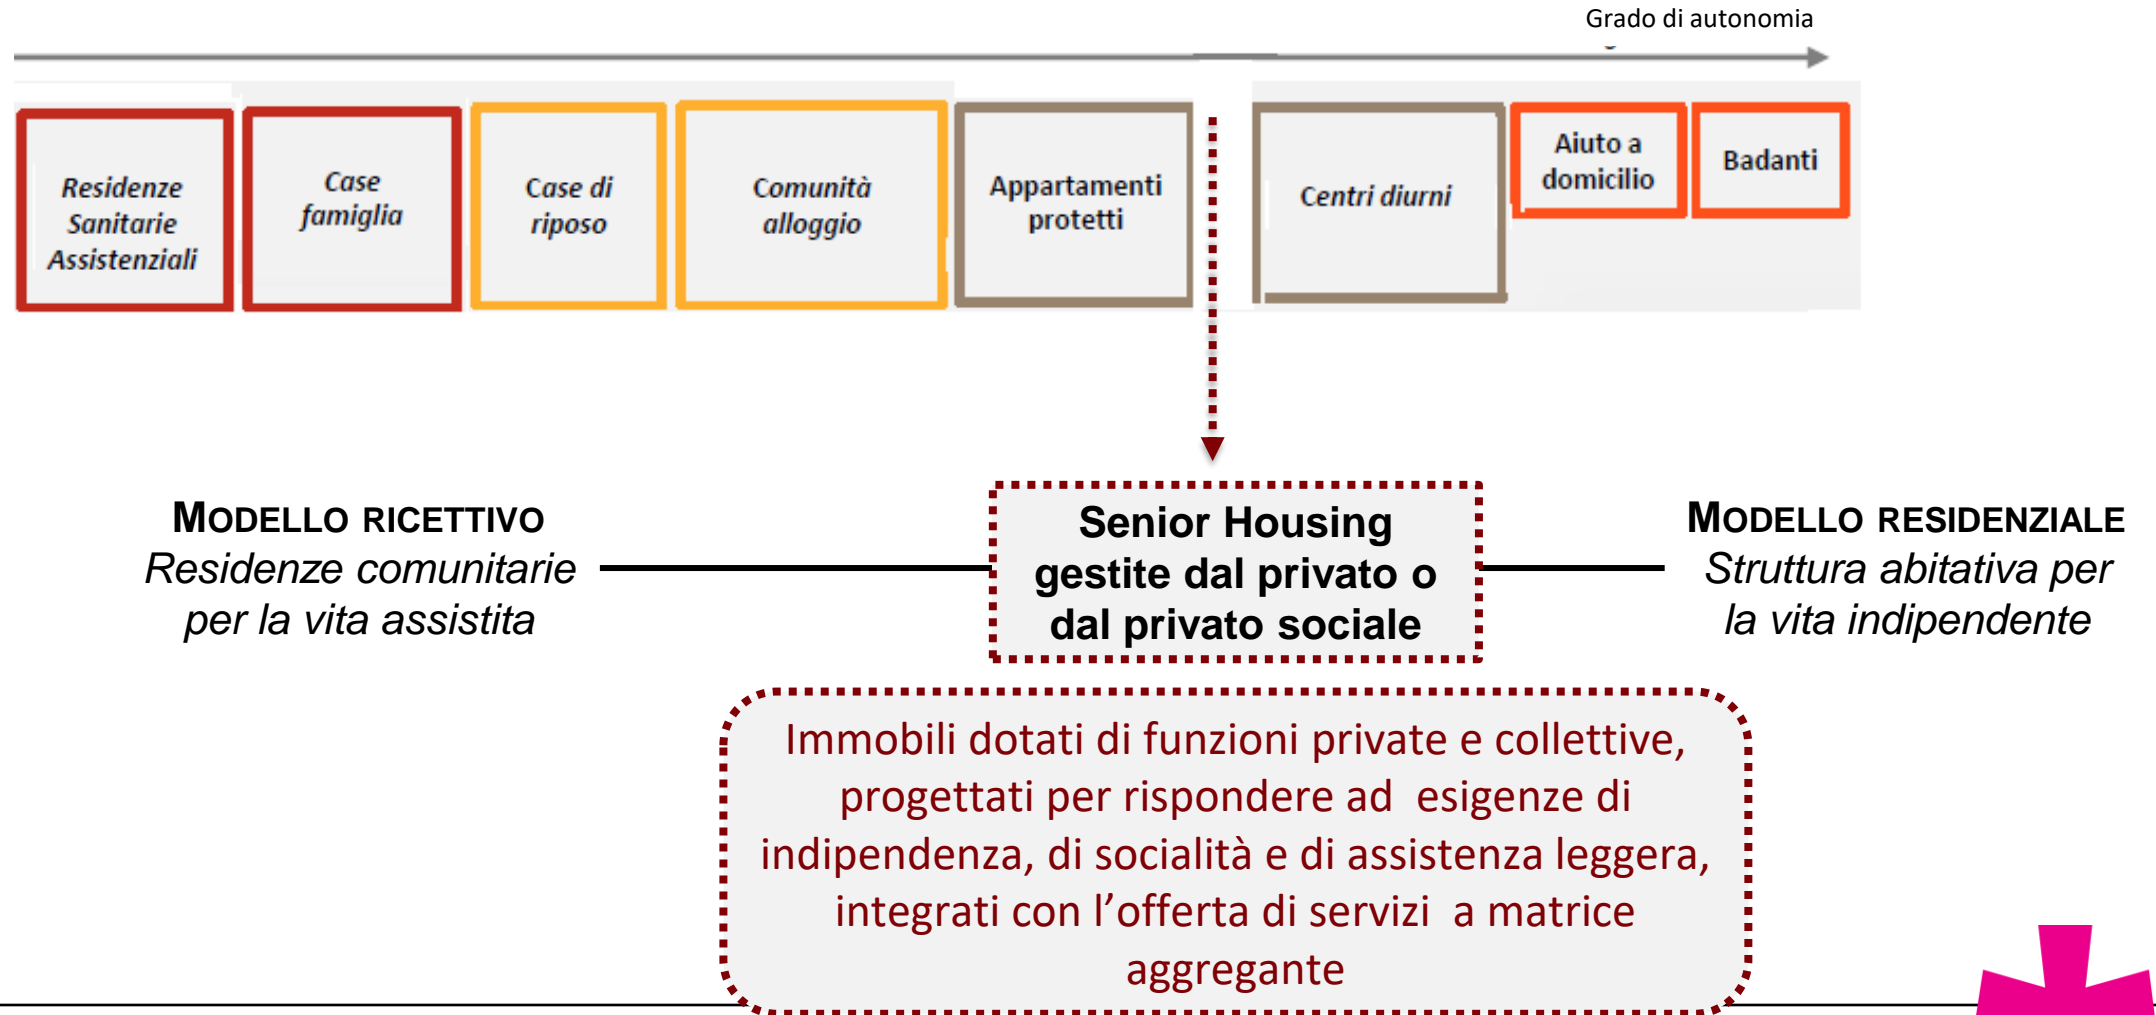 Grado di autonomia
Residenze
Sanitarie
Assistenziali
Case
famiglia
Case di
riposo
Comunità
alloggio
Appartamenti
protetti
Centri diurni
Aiuto a
domicilio
Badanti
MODELLO RICETTIVO
Residenze comunitarie
per la vita assistita
Senior Housing
gestite dal privato o
dal privato sociale
MODELLO RESIDENZIALE
Struttura abitativa per
la vita indipendente
Immobili dotati di funzioni private e collettive,
progettati per rispondere ad  esigenze di
indipendenza, di socialità e di assistenza leggera,
integrati con l’offerta di servizi  a matrice
aggregante